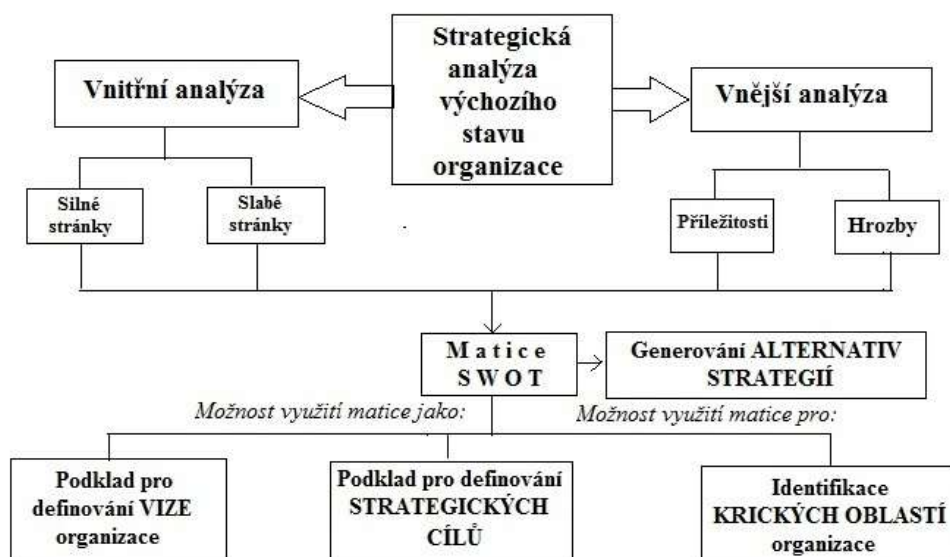 Strategická
analýza
výchozího
stavu
organizace
Vnitřní analýza
Vnější analýza
Silné
stránky
Slabé
stránky
Příležitosti
Hrozby
Matice
SWOT
Generování ALTERNATIV
STRATEGIÍ
Možnost využití matice jako:
Možnost využití matice pro:
Podklad pro
definování VIZE
organizace
Podklad pro definování
STRATEGICKÝCH
CÍLŮ
Identifikace
KRICKÝCH OBLASTÍ
organizace